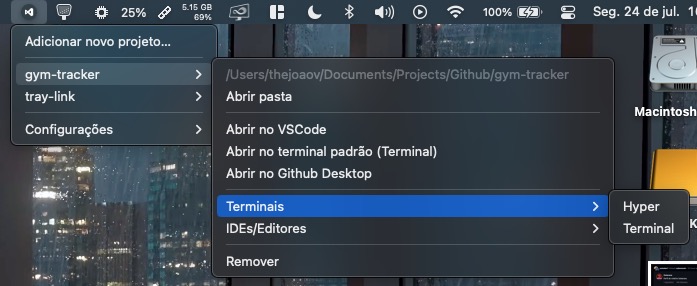 25%
5.15 GB
69%
100%
Seg. 24 de jul.
Adicionar novo projeto...
gym-tracker
tray-link
Configurações
/Users/thejoaov/Documents/Projects/Github/gym-tracker
Abrir pasta
Abrir no VSCode
Abrir no terminal padrão (Terminal)
Abrir no Github Desktop
Terminais
IDEs/Editores
Remover
Hyper
Terminal
Macintosh